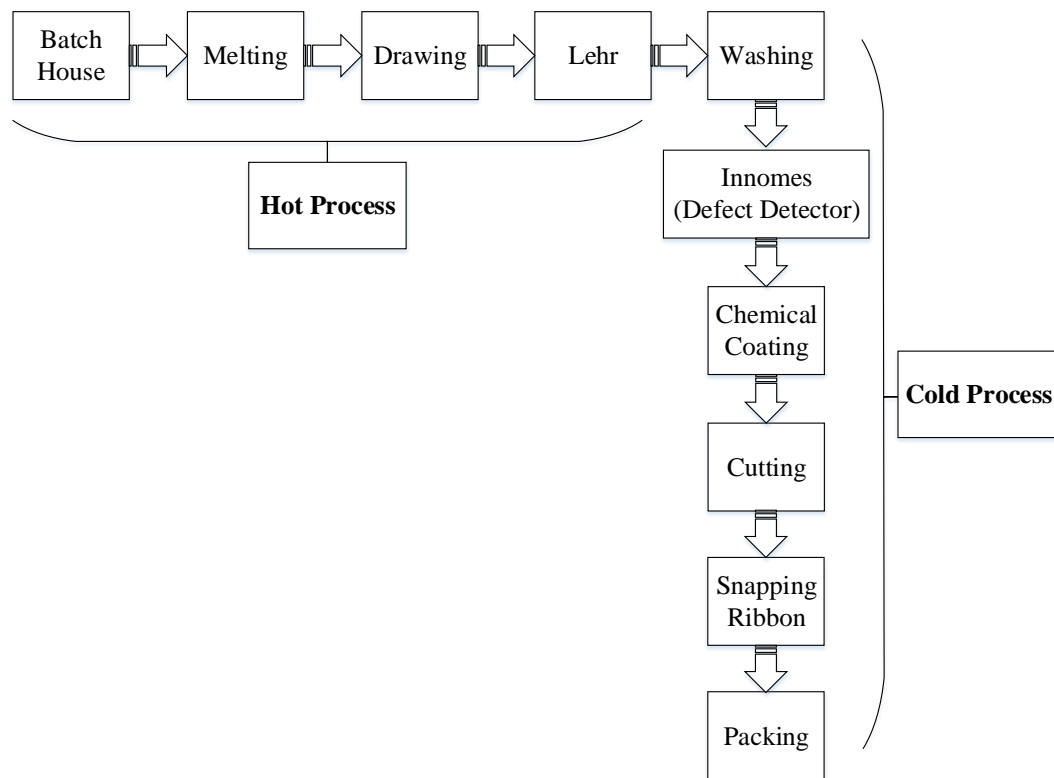 Batch
House
Melting
Drawing
Lehr
Washing
Hot Process
Innomes
(Defect Detector)
Chemical
Coating
Cold Process
Cutting
Snapping
Ribbon
Packing